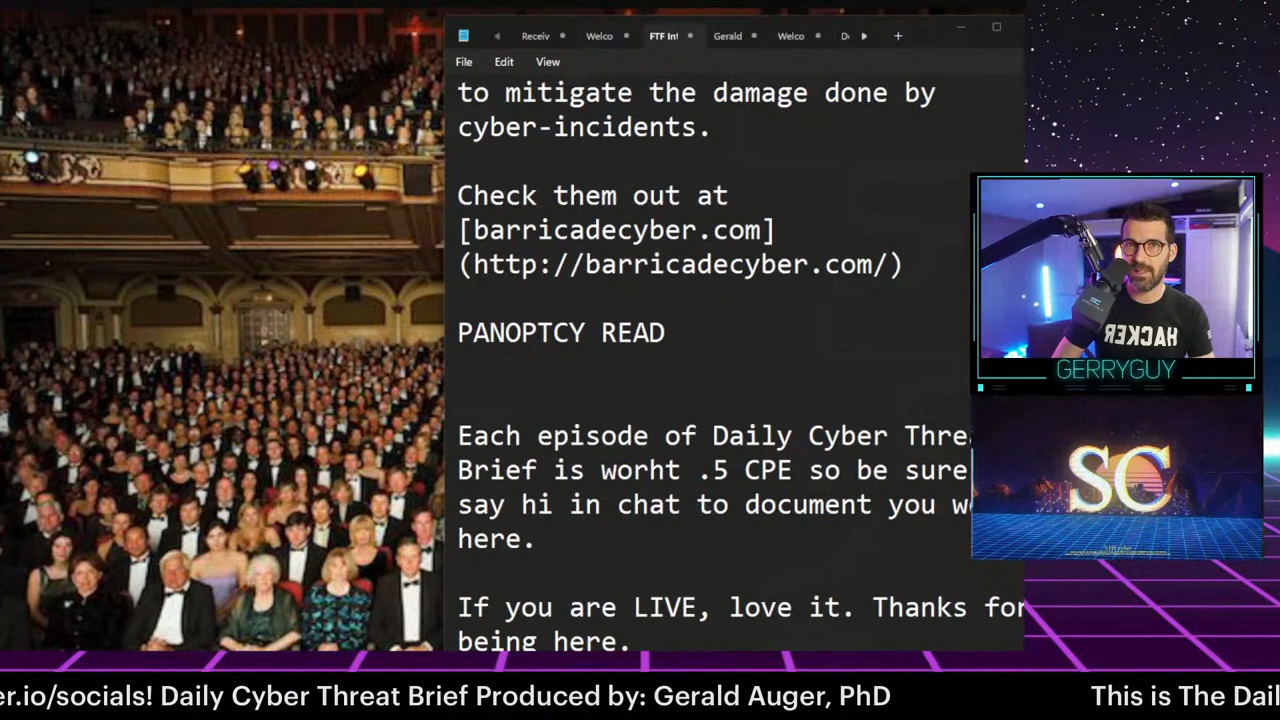 Receiv
Welco
FTF Int
Gerald
Welco
File Edit View
to mitigate the damage done by
cyber-incidents.
Check them out at
[barricadecyber.com]
(http://barricadecyber.com/)
PANOPTCY READ
Each episode of Daily Cyber Threa
Brief is worht .5 CPE so be sure
say hi in chat to document you w
here.
If you are LIVE, love it. Thanks for
being here.
HACKER
GERRYGUY
SC
er.io/socials! Daily Cyber Threat Brief Produced by: Gerald Auger, PhD
This is The Dail